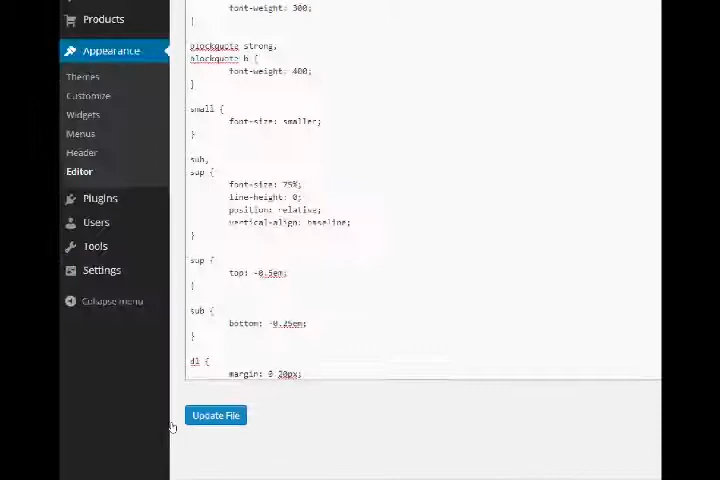 Products
Appearance
Themes
Customize
Widgets
Menus
Header
Editor
Plugins
Users
Tools
Settings
Collapse menu
font-weight: 300;
}
blockquote strong,
blockquote b {
font-weight: 400;
}
small {
font-size: smaller;
}
sub,
sup {
font-size: 75%;
line-height: 0;
position: relative;
vertical-align: baseline;
}
sup {
top: -0.5em;
}
sub {
bottom: -0.25em;
}
dl {
margin: 0 20px;
Update File